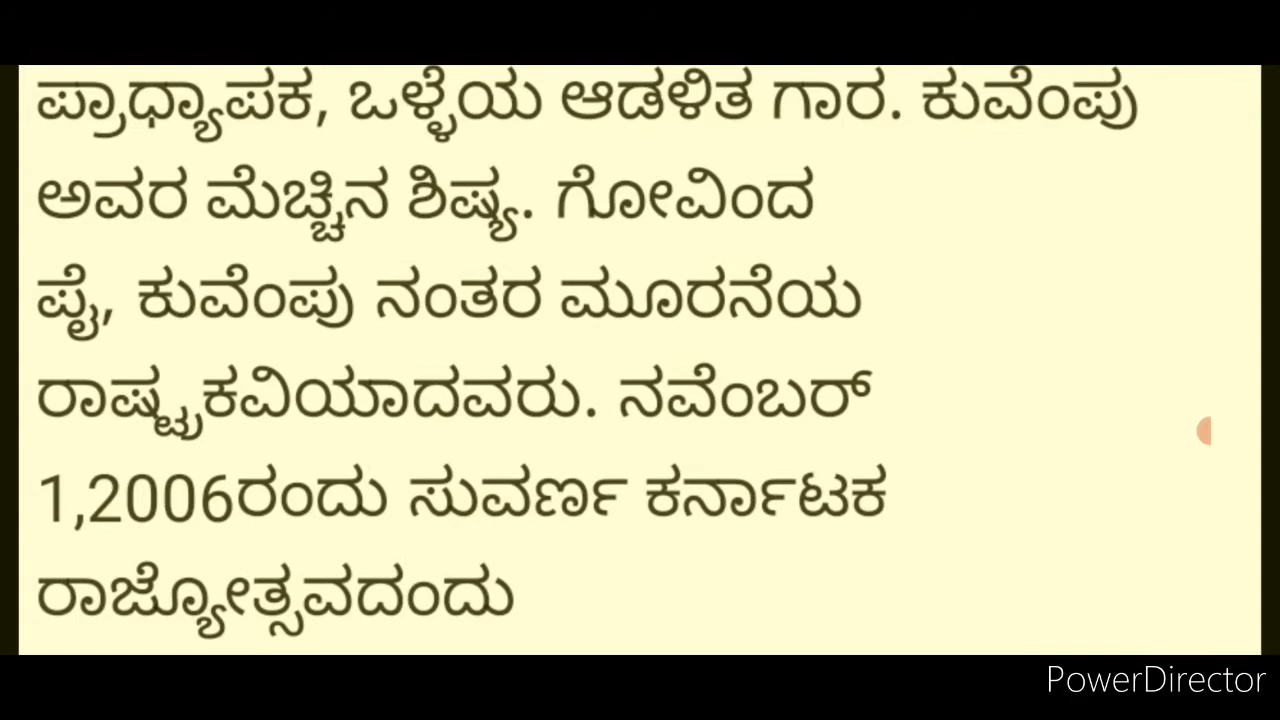 ಪ್ರಾಧ್ಯಾಪಕ, ಒಳ್ಳೆಯ ಆಡಳಿತ ಗಾರ. ಕುವೆಂಪು
ಅವರ ಮೆಚ್ಚಿನ ಶಿಷ್ಯ. ಗೋವಿಂದ
ಪೈ, ಕುವೆಂಪು ನಂತರ ಮೂರನೆಯ
ರಾಷ್ಟ್ರಕವಿಯಾದವರು. ನವೆಂಬರ್
1,2006ರಂದು ಸುವರ್ಣ ಕರ್ನಾಟಕ
ರಾಜ್ಯೋತ್ಸವದಂದು
PowerDirector